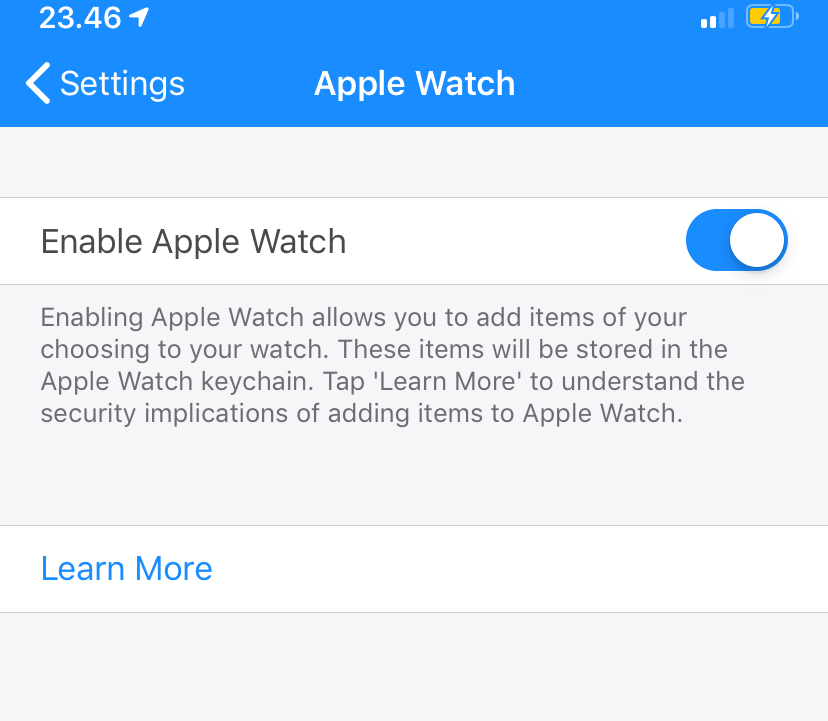 23.46
Settings
Apple Watch
Enable Apple Watch
Enabling Apple Watch allows you to add items of your
choosing to your watch. These items will be stored in the
Apple Watch keychain. Tap 'Learn More' to understand the
security implications of adding items to Apple Watch.
Learn More